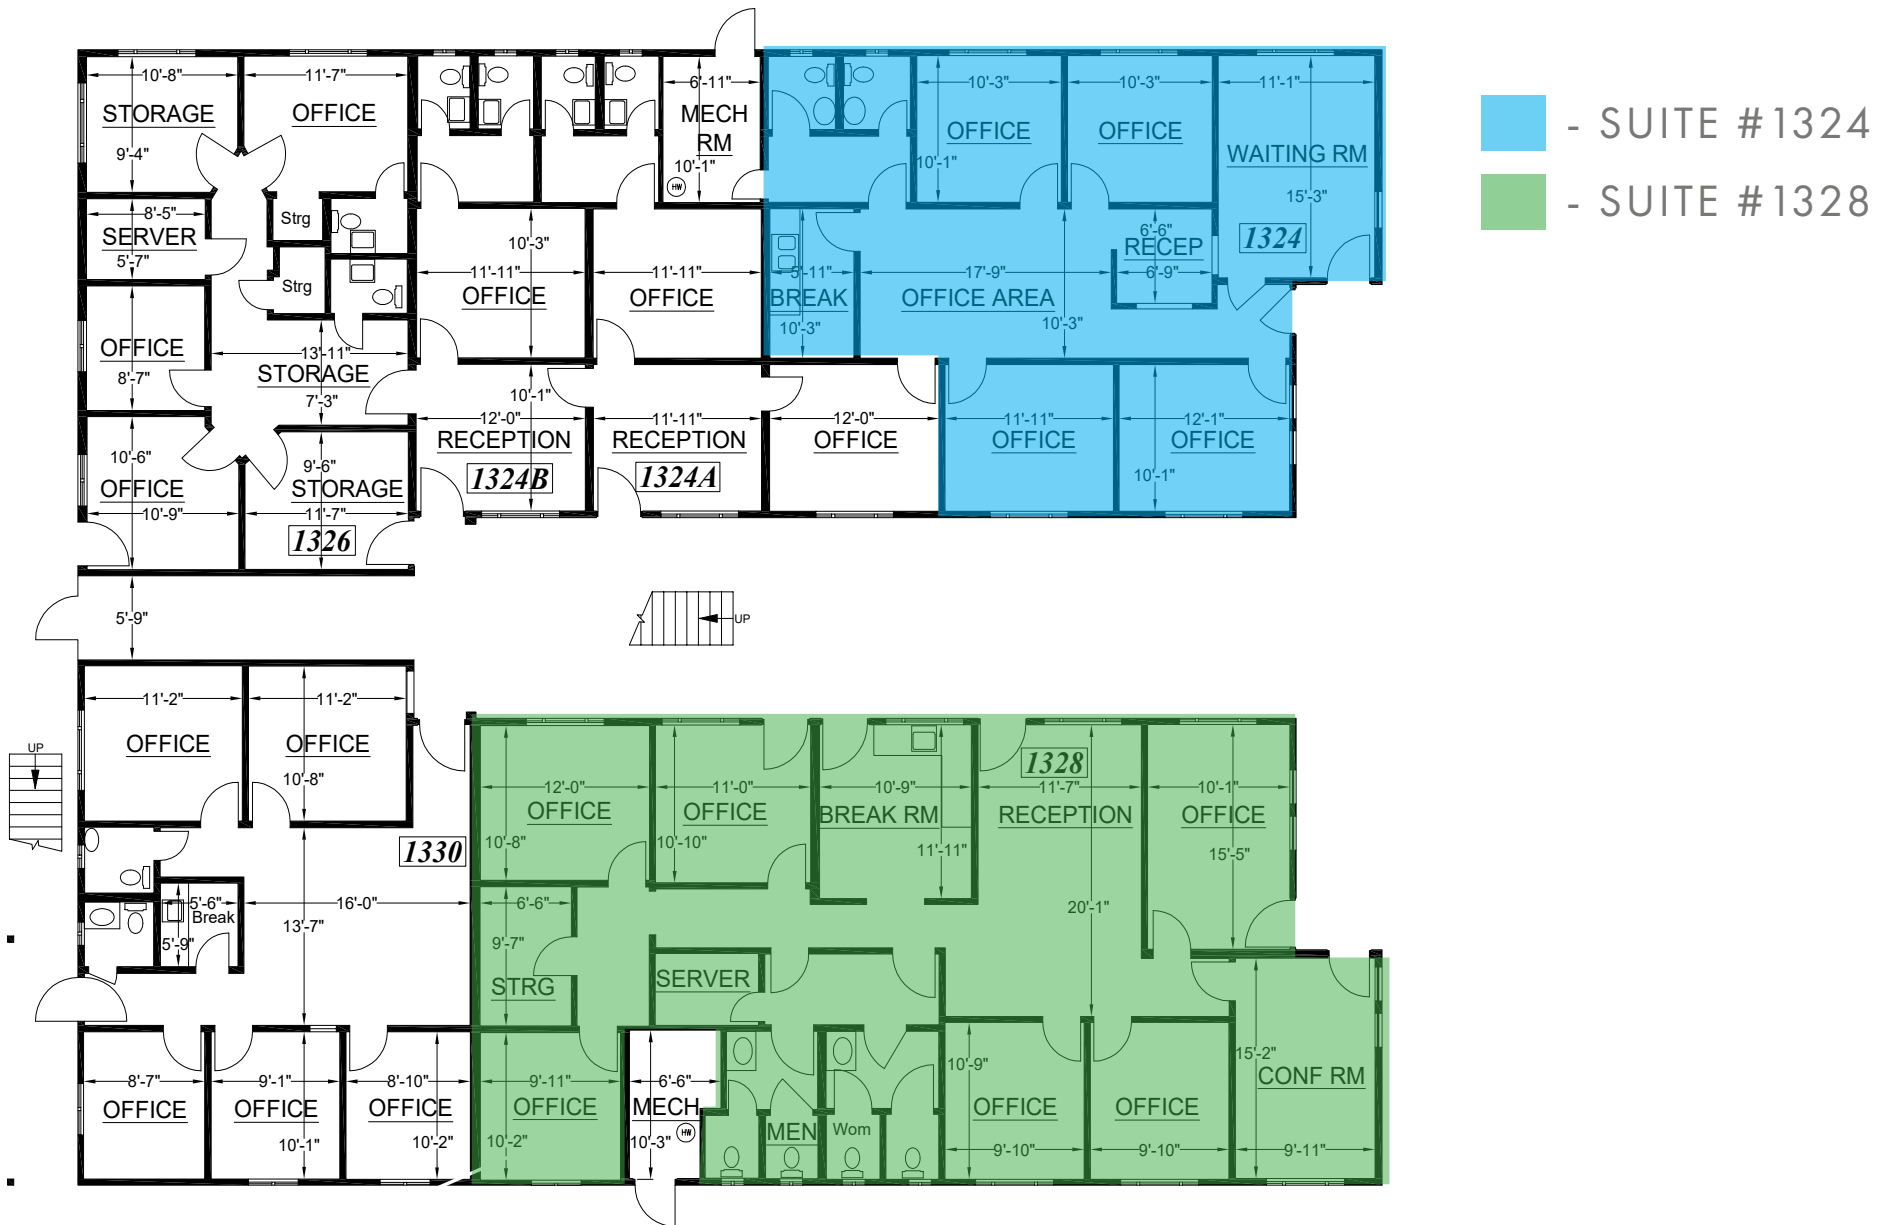 10'-8"
11'-7"
6'-11"
10'-3"
10'-3"
11'-1"
STORAGE
OFFICE
MECH
RM
OFFICE
OFFICE
WAITING RM
9'-4"
10'-1"
10'-1"
15'-3"
HW
- SUITE #1324
- SUITE #1328
8'-5"
Strg
SERVER
5'-7"
Strg
10'-3"
11'-11"
OFFICE
11'-11"
OFFICE
5'-11"
BREAK
10'-3"
17'-9"
OFFICE AREA
10'-3"
6'-6"
RECEP
6'-9"
1324
OFFICE
8'-7"
13'-11"
STORAGE
7'-3"
10'-1"
12'-0"
RECEPTION
1324B
11'-11"
RECEPTION
1324A
12'-0"
OFFICE
11'-11"
OFFICE
12'-1"
OFFICE
10'-1"
10'-6"
OFFICE
10'-9"
9'-6"
STORAGE
11'-7"
1326
5'-9"
UP
11'-2"
OFFICE
11'-2"
OFFICE
10'-8"
UP
1330
12'-0"
OFFICE
10'-8"
11'-0"
OFFICE
10'-10"
10'-9"
BREAK RM
11'-11"
1328
11'-7"
RECEPTION
20'-1"
10'-1"
OFFICE
15'-5"
5'-6"
Break
5'-9"
16'-0"
13'-7"
6'-6"
9'-7"
STRG
SERVER
8'-7"
OFFICE
9'-1"
OFFICE
10'-1"
8'-10"
OFFICE
10'-2"
9'-11"
OFFICE
10'-2"
6'-6"
MECH
HW
10'-3"
MEN
Wom
10'-9"
OFFICE
9'-10"
OFFICE
9'-10"
15'-2"
CONF RM
9'-11"